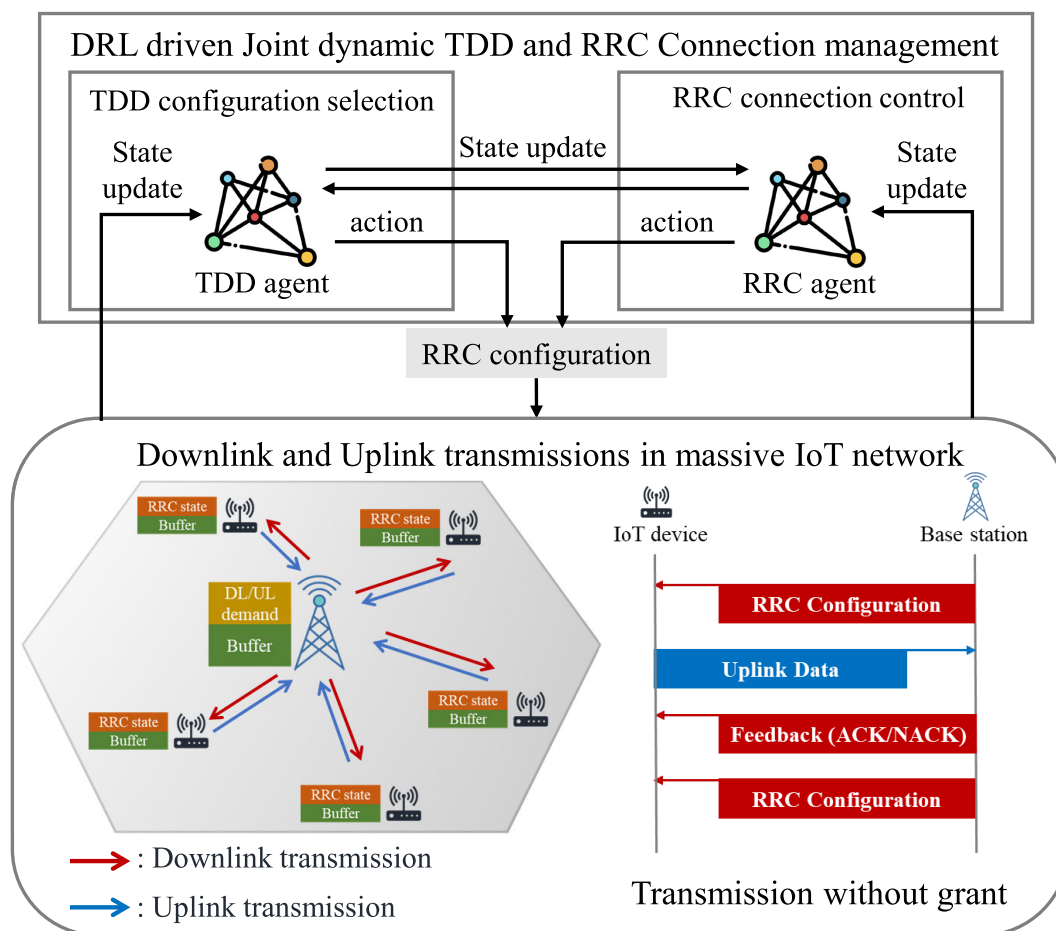 DRL driven Joint dynamic TDD and RRC Connection management
TDD configuration selection
RRC connection control
State
update
State update
State
update
action
action
TDD agent
RRC agent
RRC configuration
Downlink and Uplink transmissions in massive IoT network
RRC state
Buffer
RRC state
Buffer
DL/UL
demand
Buffer
RRC state
Buffer
RRC state
Buffer
RRC state
Buffer
: Downlink transmission
: Uplink transmission
IoT device
Base station
RRC Configuration
Uplink Data
Feedback (ACK/NACK)
RRC Configuration
Transmission without grant